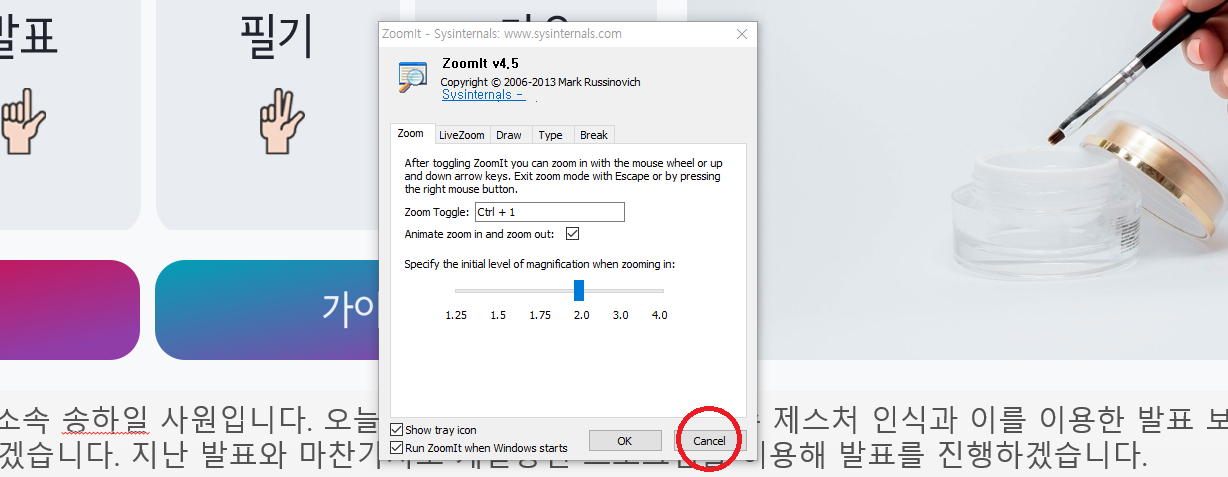 발표
필기
ZoomIt - Sysinternals: www.sysinternals.com
ZoomIt v4.5
Copyright © 2006-2013 Mark Russinovich
Sysinternals -
Zoom LiveZoom Draw Type Break
After toggling ZoomIt you can zoom in with the mouse wheel or up
and down arrow keys. Exit zoom mode with Escape or by pressing
the right mouse button.
Zoom Toggle: Ctrl + 1
Animate zoom in and zoom out:
Specify the initial level of magnification when zooming in:
1.25 1.5 1.75 2.0 3.0 4.0
가이
Show tray icon
Run ZoomIt when Windows starts
OK Cancel
소속 송하일 사원입니다. 오늘 제스처 인식과 이를 이용한 발표 보
겠습니다. 지난 발표와 마찬가 이용해 발표를 진행하겠습니다.